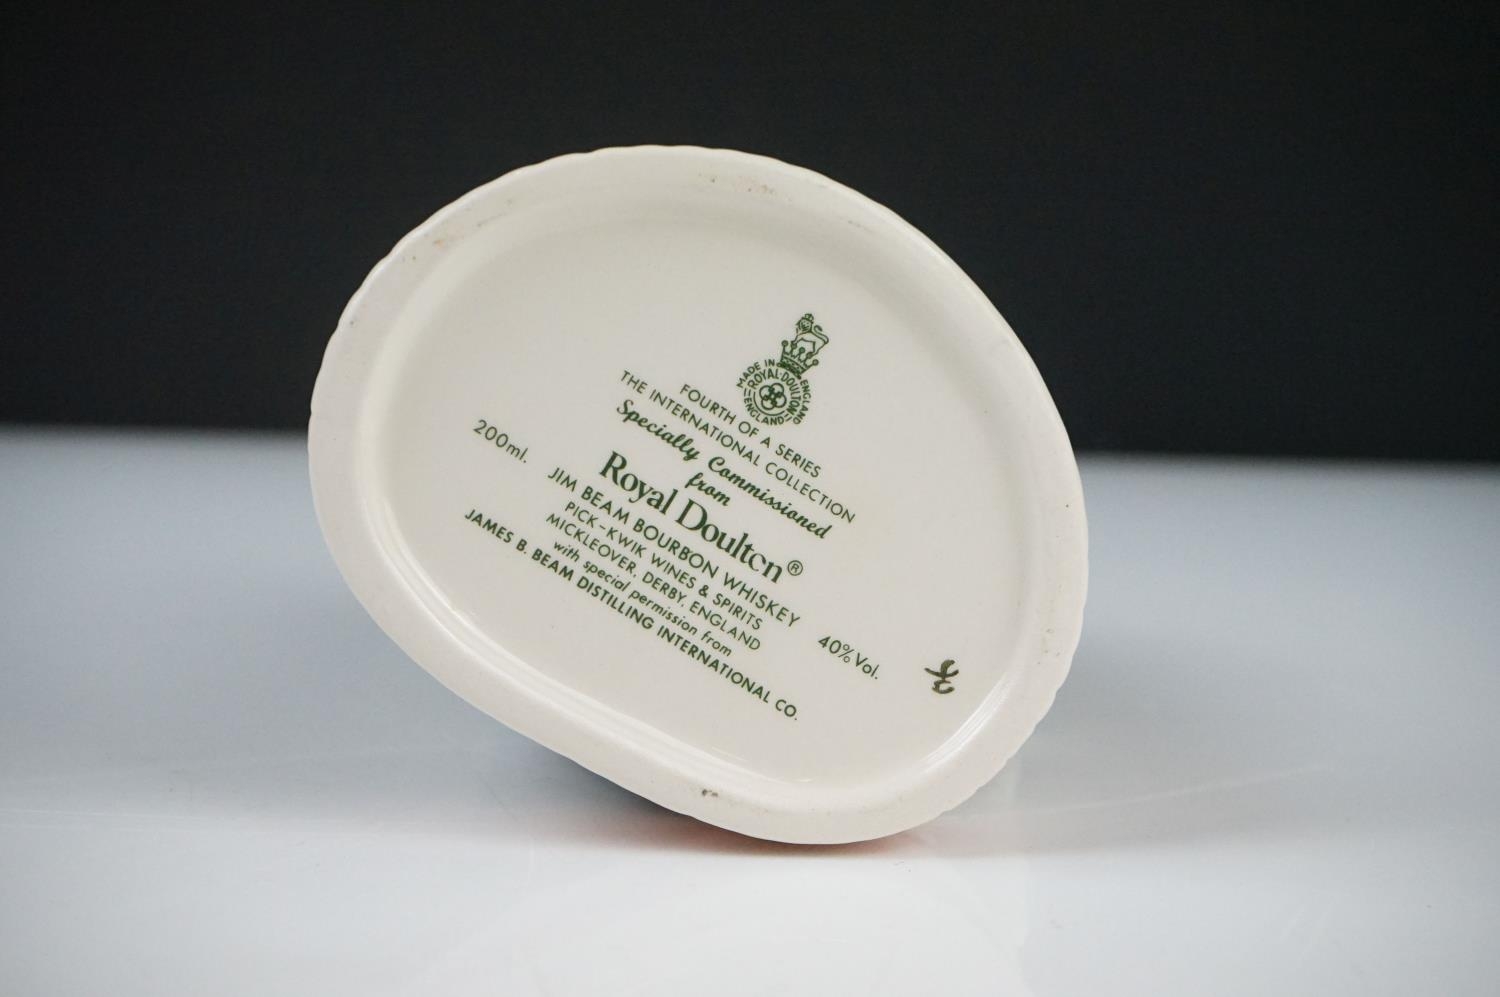 MADE IN ENGLAND
ROYAL·DOULTON
ENGLAND
FOURTH OF A SERIES
THE INTERNATIONAL COLLECTION
Specially Commissioned
from
Royal Doulton®
200ml. JIM BEAM BOURBON WHISKEY 40% Vol.
PICK-KWIK WINES & SPIRITS
MICKLEOVER, DERBY, ENGLAND
with special permission from
JAMES B. BEAM DISTILLING INTERNATIONAL CO.